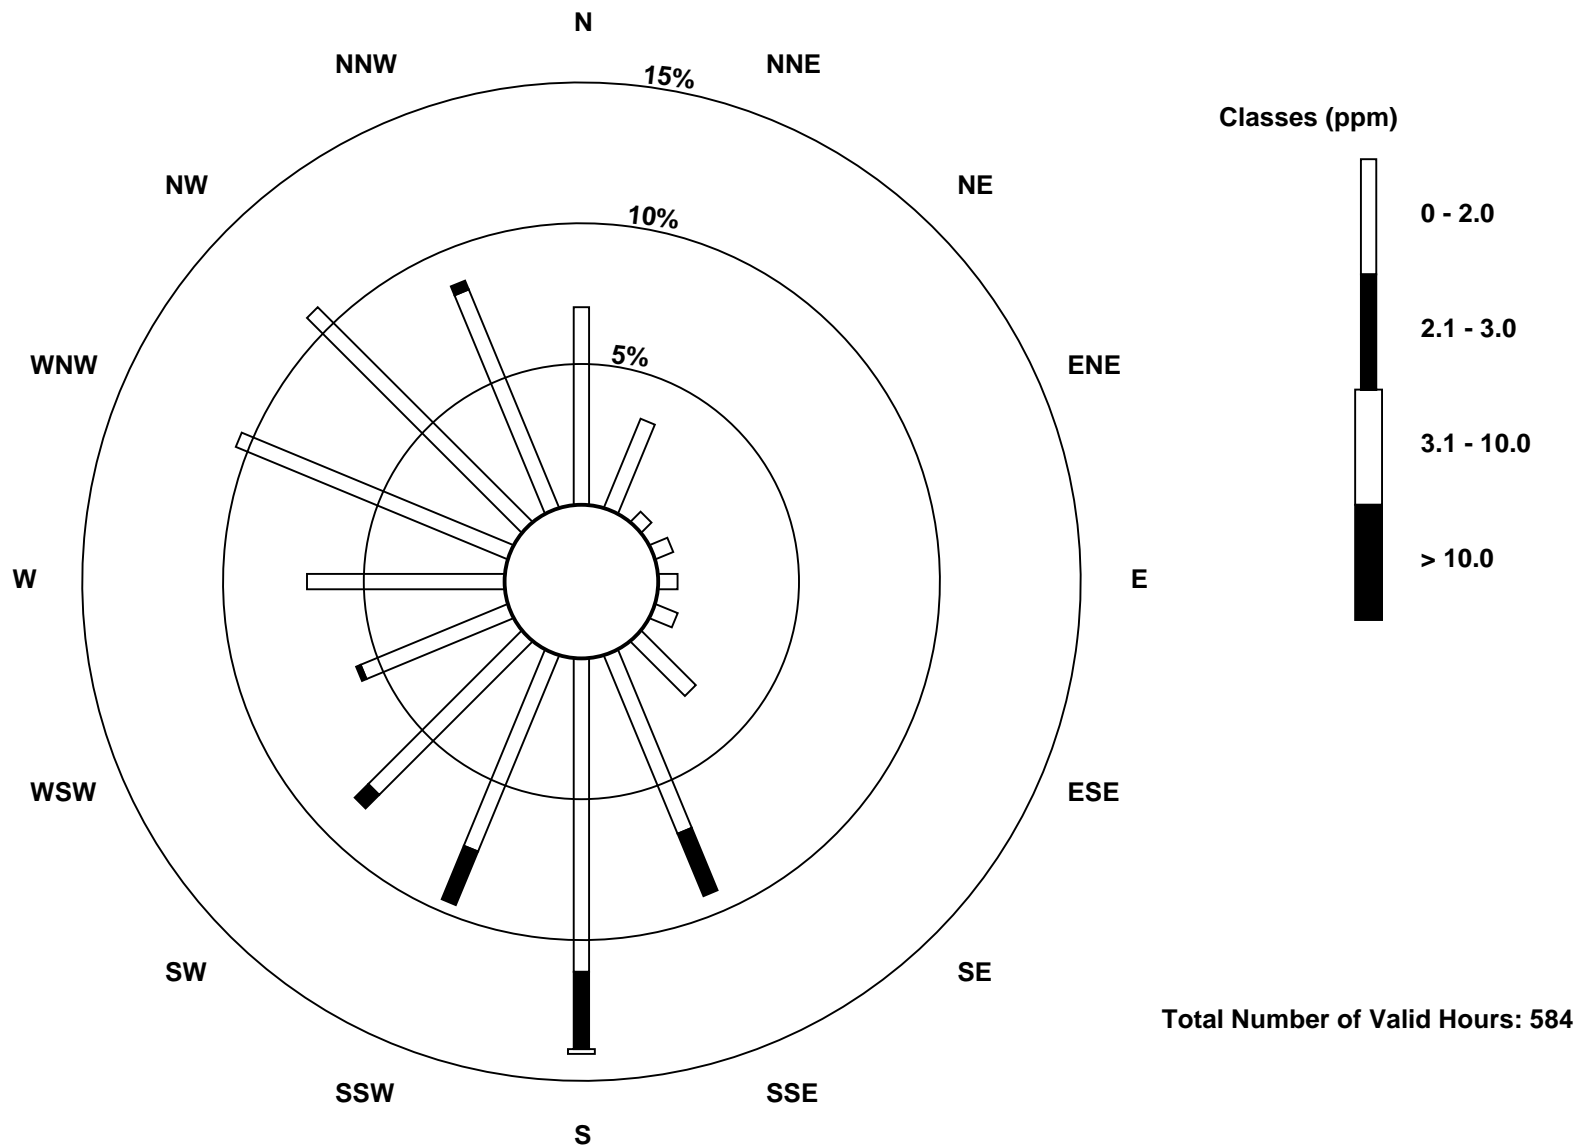 N
NNW
NNE
15%
Classes (ppm)
NW
NE
0 - 2.0
10%
2.1 - 3.0
5%
WNW
ENE
3.1 - 10.0
> 10.0
W
E
WSW
ESE
SW
SE
Total Number of Valid Hours: 584
SSW
SSE
S